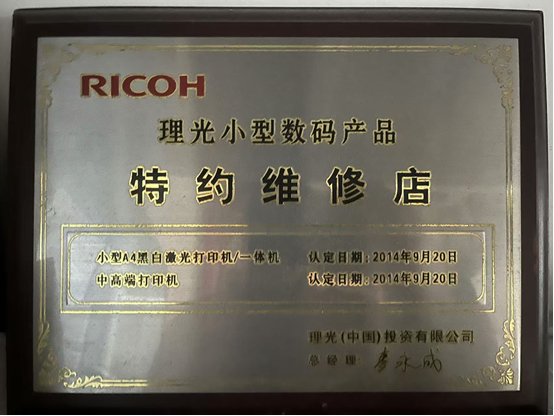 RICOH
理光小型数码产品
特约维修店
小型A4黑白激光打印机/一体机 认定日期:2014年9月20日
中高端打印机 认定日期:2014年9月20日
理光(中国)投资有限公司
总经理: